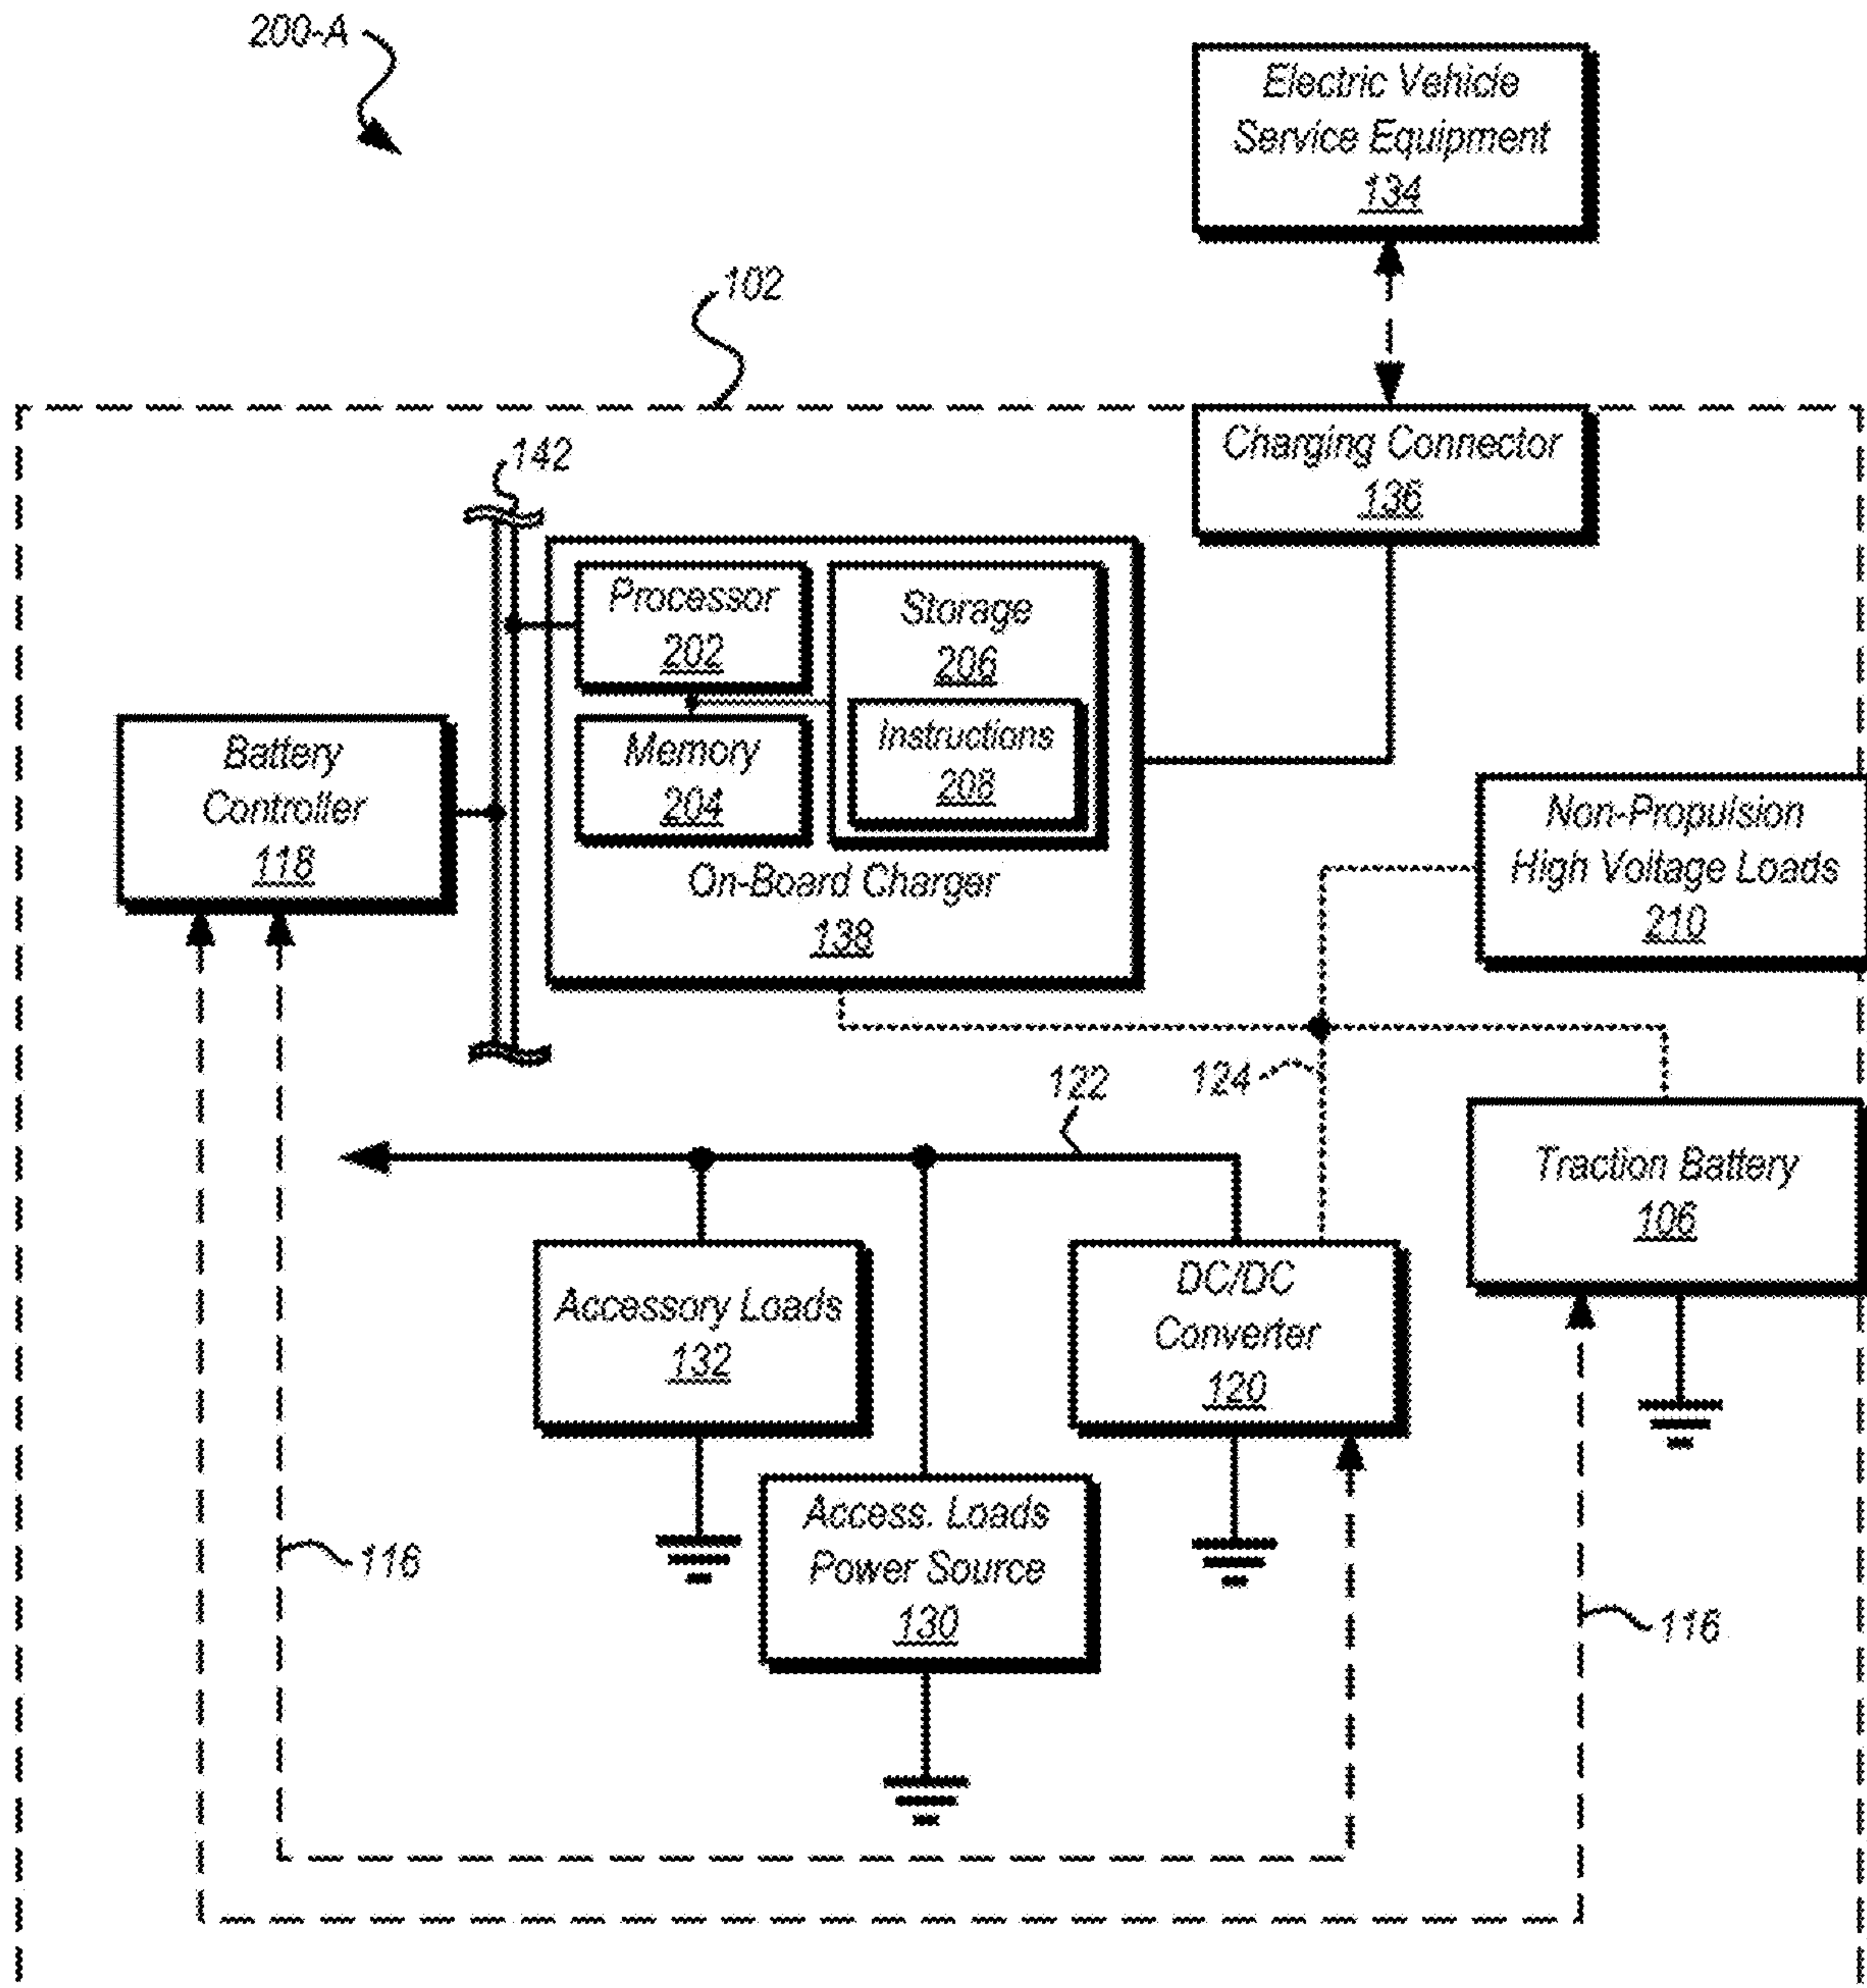 200-A
Electric Vehicle
Service Equipment
134
102
Charging Connector
136
142
Processor
202
Storage
206
Memory
204
Instructions
208
On-Board Charger
138
Battery
Controller
118
Non-Propulsion
High Voltage Loads
210
124
122
Traction Battery
106
Accessory Loads
132
DC/DC
Converter
120
Access. Loads
Power Source
130
116
116